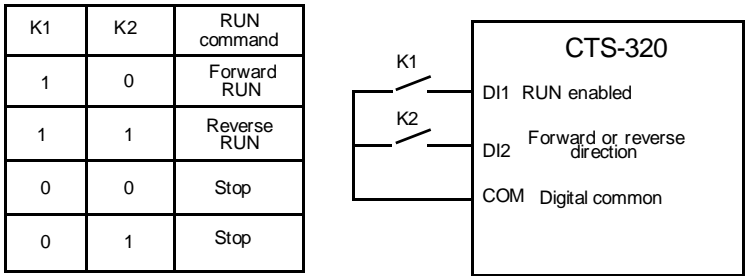 K1 K2 RUN
command
1 0 Forward
RUN
1 1 Reverse
RUN
0 0 Stop
0 1 Stop
CTS-320
K1
DI1 RUN enabled
K2
DI2 Forward or reverse
direction
COM Digital common